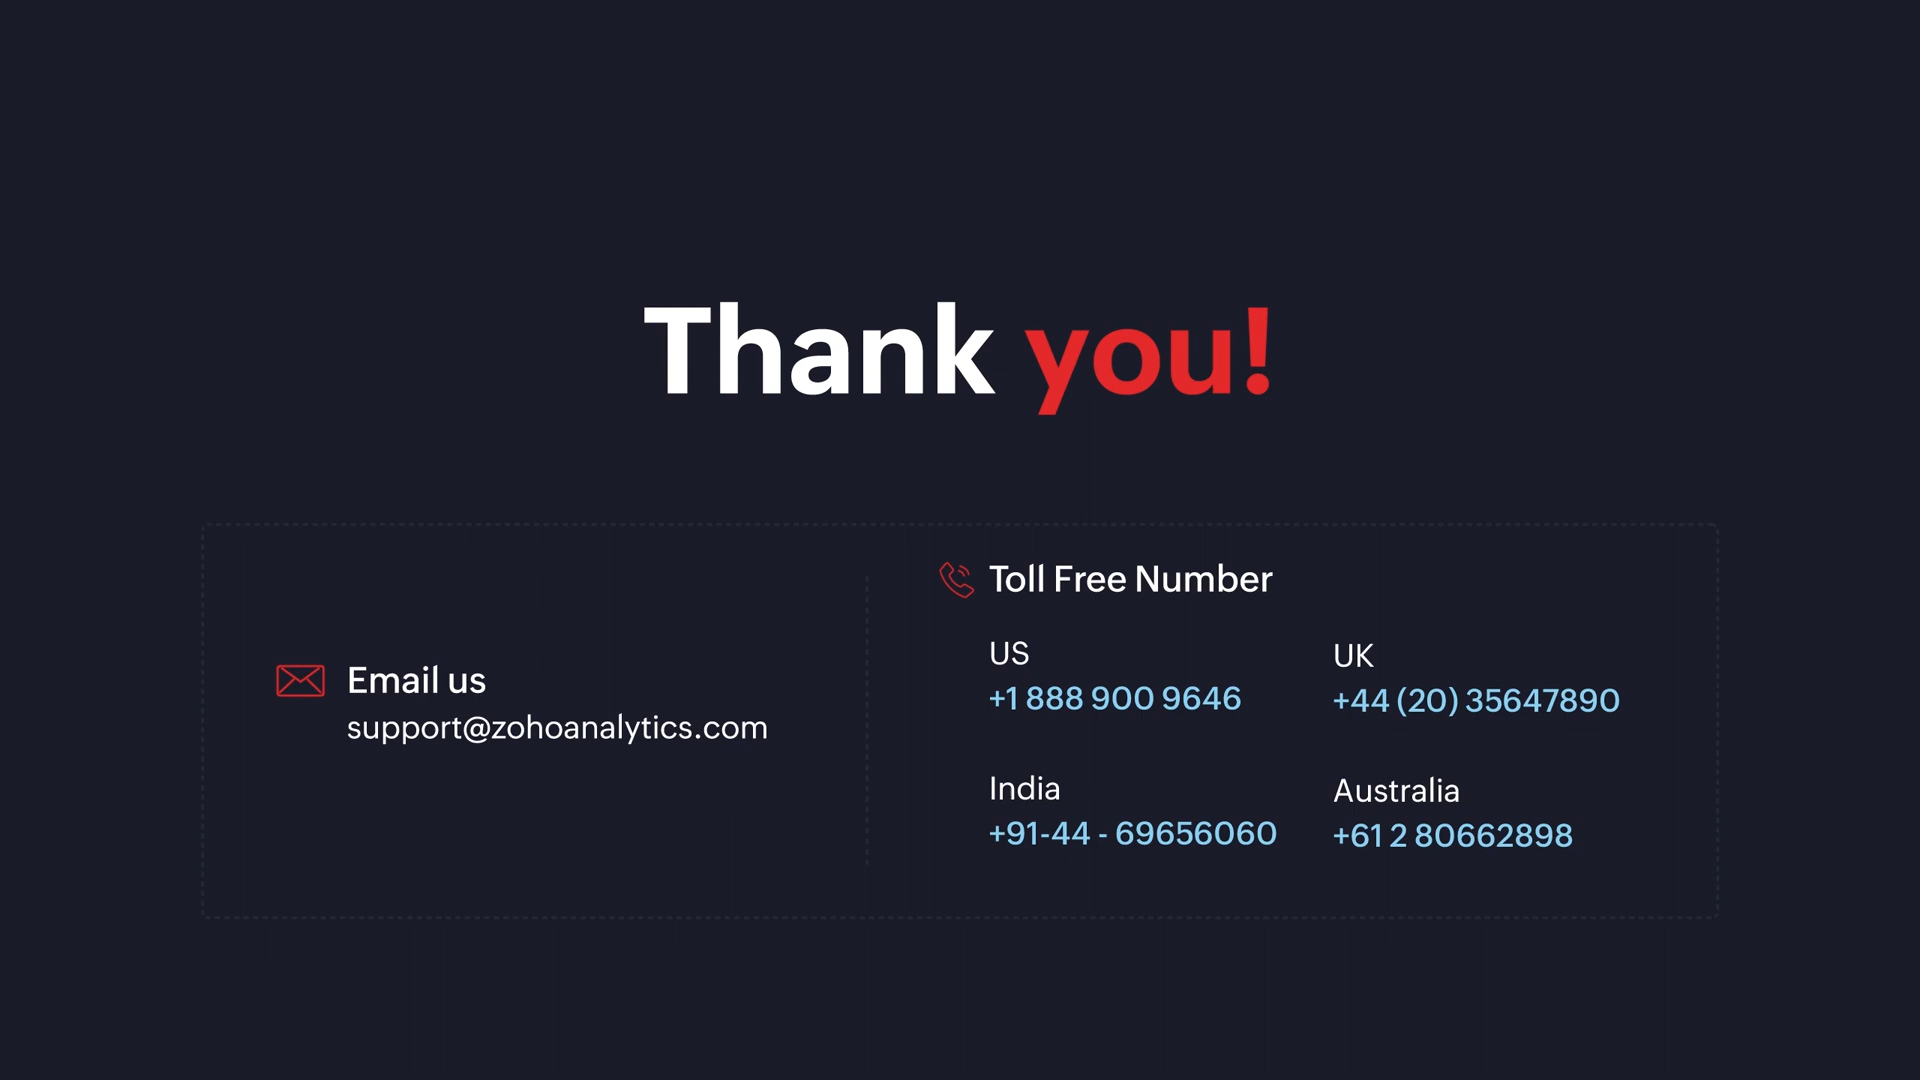 Thank you!
Email us
support@zohoanalytics.com
Toll Free Number
US
+1 888 900 9646
UK
+44 (20) 35647890
India
+91-44 - 69656060
Australia
+61 2 80662898